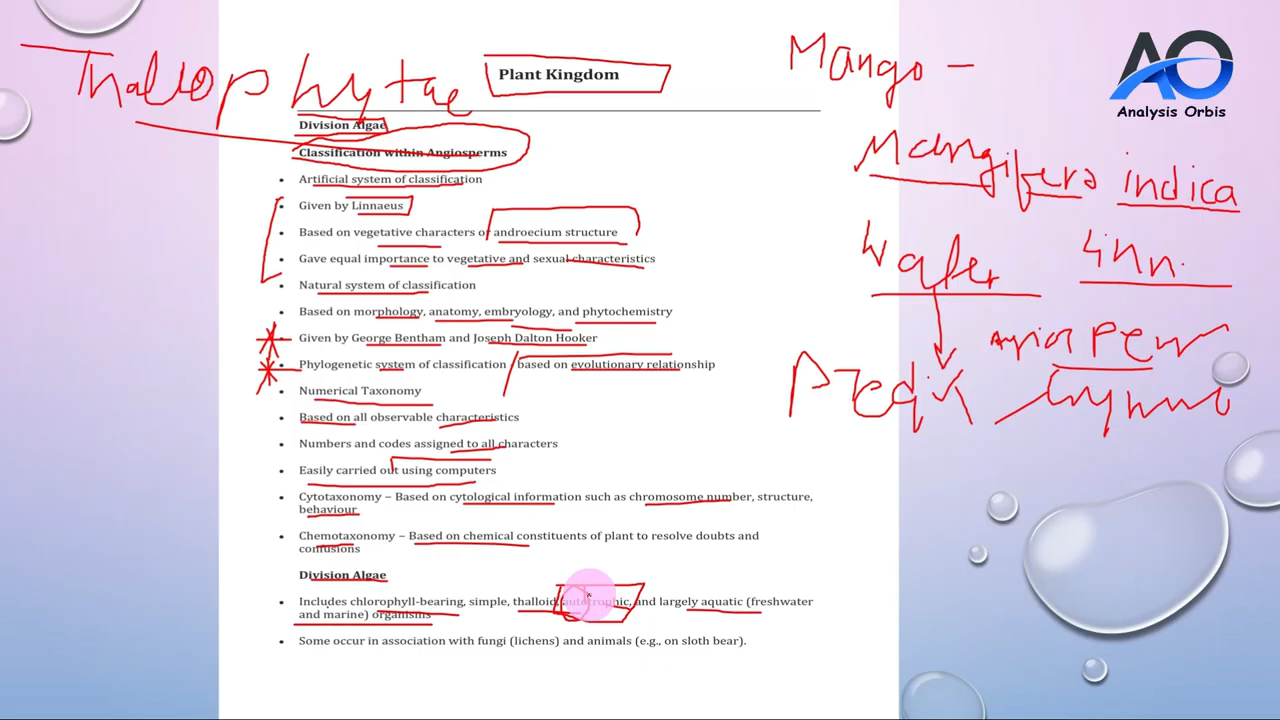 Thallophytae
Plant Kingdom
Mango -
AO
Analysis Orbis
Division Algae
Classification within Angiosperms
• Artificial system of classification
• Given by Linnaeus
• Based on vegetative characters or androecium structure
• Gave equal importance to vegetative and sexual characteristics
• Natural system of classification
• Based on morphology, anatomy, embryology, and phytochemistry
• Given by George Bentham and Joseph Dalton Hooker
• Phylogenetic system of classification - based on evolutionary relationship
• Numerical Taxonomy
• Based on all observable characteristics
• Numbers and codes assigned to all characters
• Easily carried out using computers
• Cytotaxonomy – Based on cytological information such as chromosome number, structure,
behaviour
• Chemotaxonomy – Based on chemical constituents of plant to resolve doubts and
confusions
Division Algae
• Includes chlorophyll-bearing, simple, thalloid, autotrophic, and largely aquatic (freshwater
and marine) organisms
• Some occur in association with fungi (lichens) and animals (e.g., on sloth bear).
Mangifera indica
Linn.